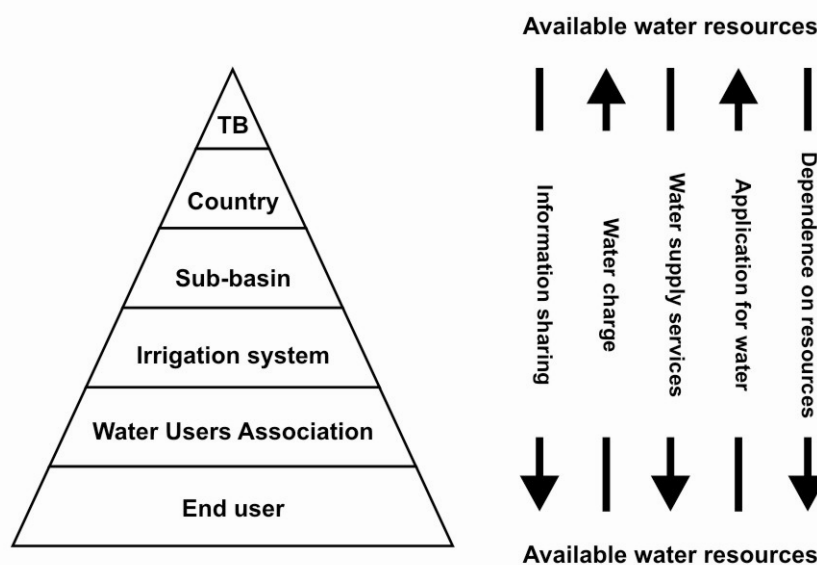 Available water resources
TB
Country
Sub-basin
Irrigation system
Water Users Association
End user
Information sharing
Water charge
Water supply services
Application for water
Dependence on resources
Available water resources